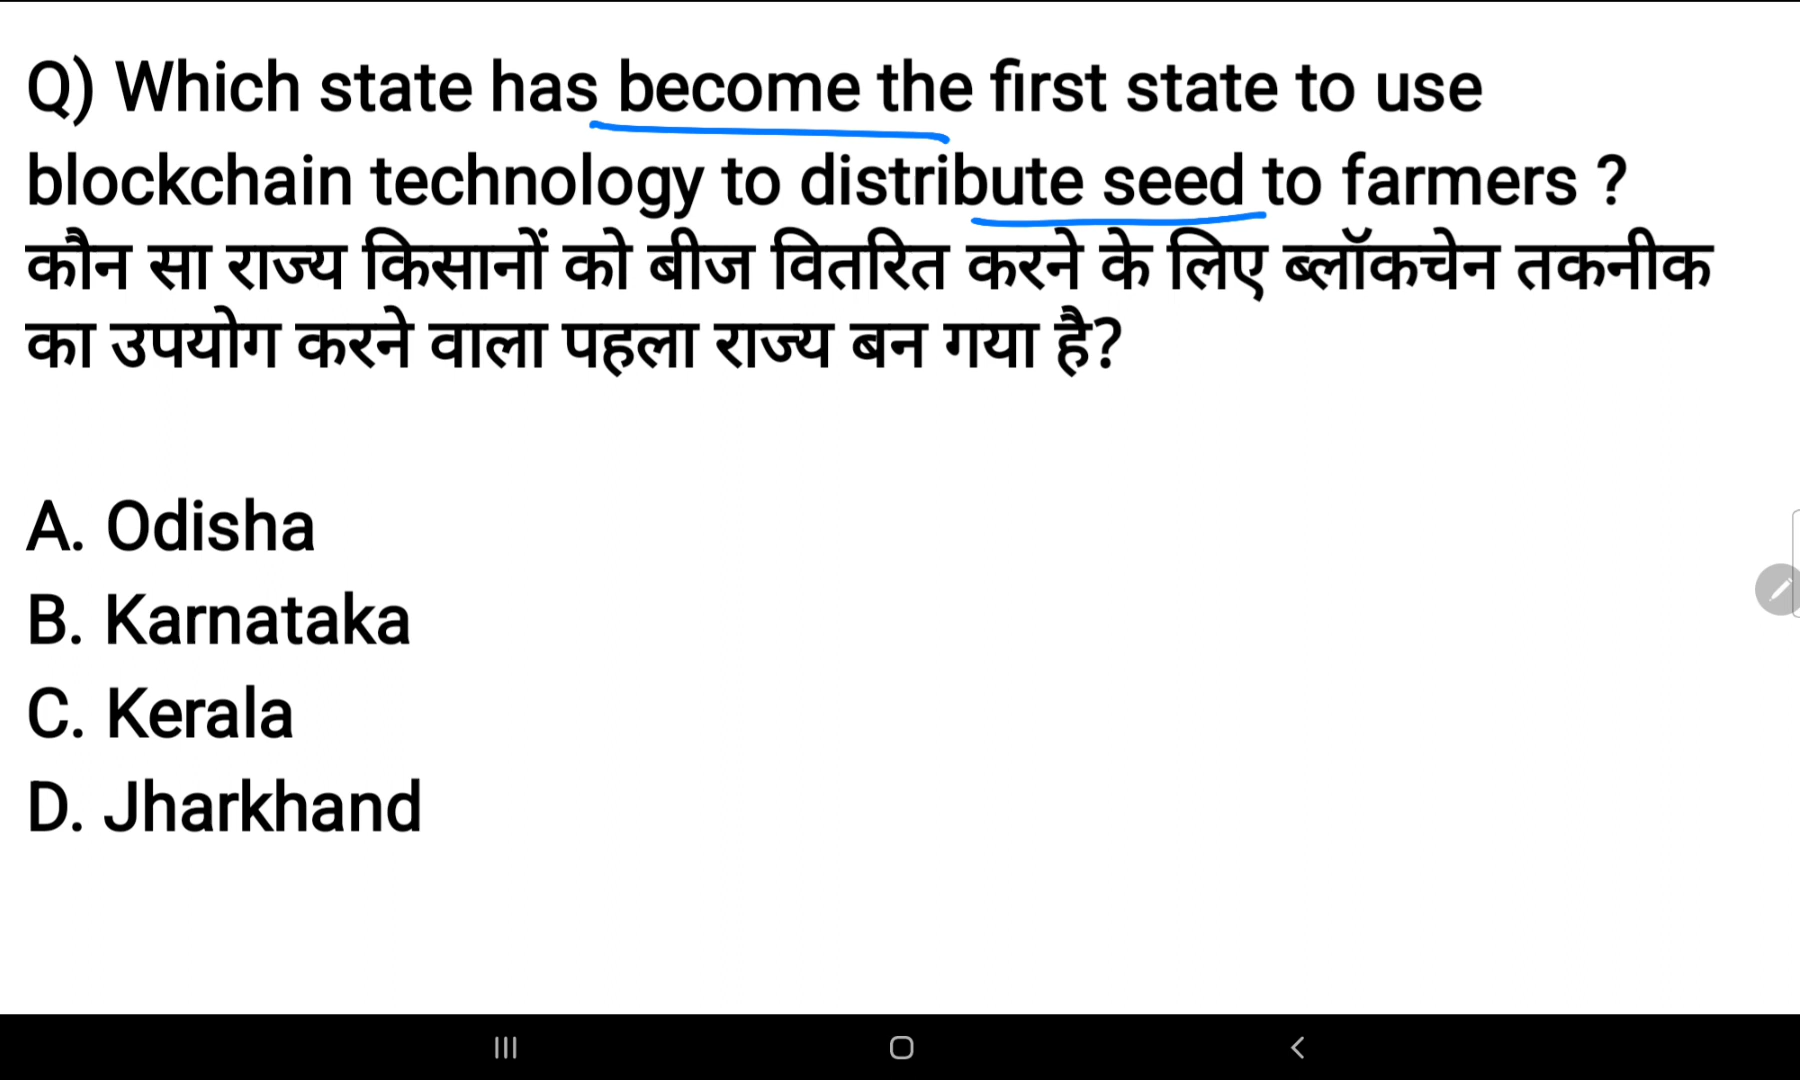 Q) Which state has become the first state to use
blockchain technology to distribute seed to farmers ?
कौन सा राज्य किसानों को बीज वितरित करने के लिए ब्लॉकचेन तकनीक
का उपयोग करने वाला पहला राज्य बन गया है?
A. Odisha
B. Karnataka
C. Kerala
D. Jharkhand